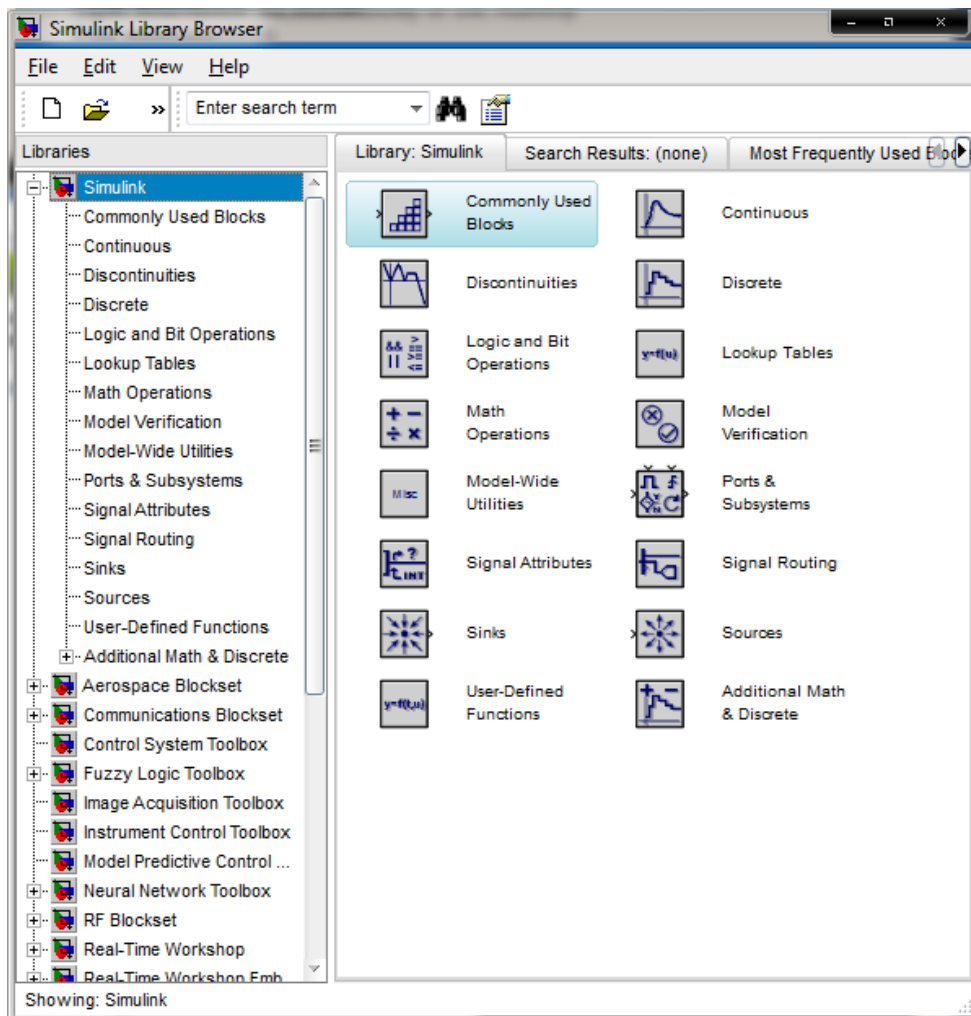 Simulink Library Browser
File Edit View Help
Enter search term
Libraries
Library: Simulink
Search Results: (none)
Most Frequently Used
Simulink
Commonly Used Blocks
Continuous
Discontinuities
Discrete
Logic and Bit Operations
Lookup Tables
Math Operations
Model Verification
Model-Wide Utilities
Ports & Subsystems
Signal Attributes
Signal Routing
Sinks
Sources
User-Defined Functions
Additional Math & Discrete
Aerospace Blockset
Communications Blockset
Control System Toolbox
Fuzzy Logic Toolbox
Image Acquisition Toolbox
Instrument Control Toolbox
Model Predictive Control ...
Neural Network Toolbox
RF Blockset
Real-Time Workshop
Real-Time Workshop Emb
Commonly Used
Blocks
Continuous
Discontinuities
Discrete
&& >
|| ==
>=
<=
Logic and Bit
Operations
y=f(u)
Lookup Tables
+ −
÷ ×
Math
Operations
Model
Verification
Misc
Model-Wide
Utilities
Ports &
Subsystems
?
INT
Signal Attributes
Signal Routing
Sinks
Sources
y=f(t,u)
User-Defined
Functions
Additional Math
& Discrete
Showing: Simulink